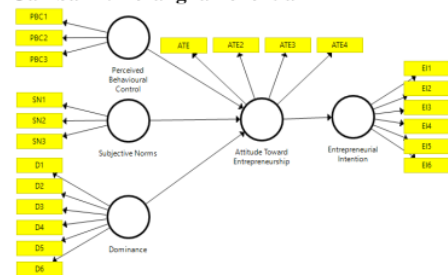 PBC1
PBC2
PBC3
Perceived
Behavioral
Control
ATE
ATE2
ATE3
ATE4
SN1
SN2
SN3
Subjective Norms
Attitude Toward
Entrepreneurship
Entrepreneurial
Intention
EI1
EI2
EI3
EI4
EI5
EI6
D1
D2
D3
D4
D5
D6
Dominance